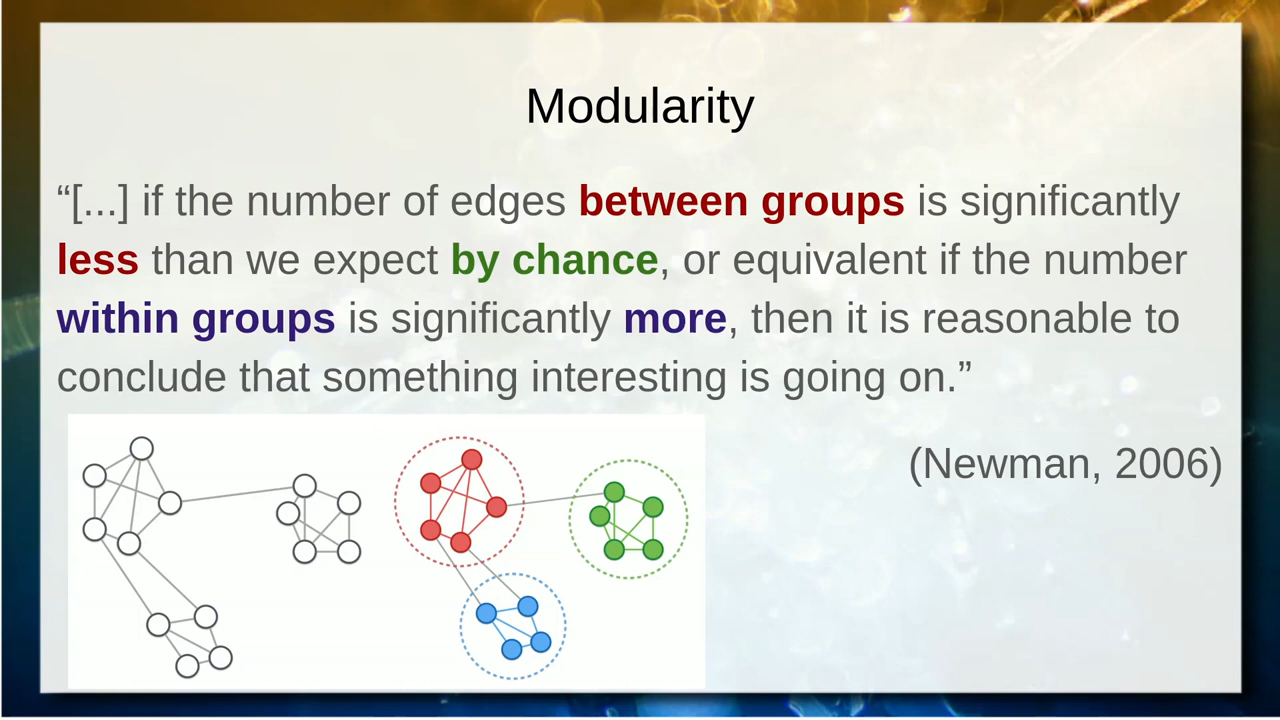 Modularity
“[...] if the number of edges between groups is significantly
less than we expect by chance, or equivalent if the number
within groups is significantly more, then it is reasonable to
conclude that something interesting is going on.”
(Newman, 2006)